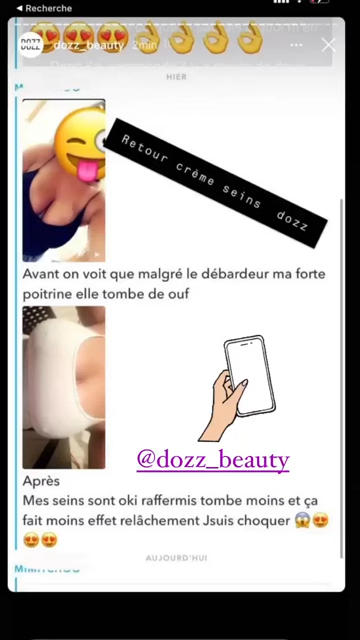 Recherche
DOZZ
dozz_beauty 2min
HIER
Retour crème seins dozz
Avant on voit que malgré le débardeur ma forte
poitrine elle tombe de ouf
@dozz_beauty
Après
Mes seins sont oki raffermis tombe moins et ça
fait moins effet relâchement Jsuis choquer 😱😍
😍😍
AUJOURD'HUI